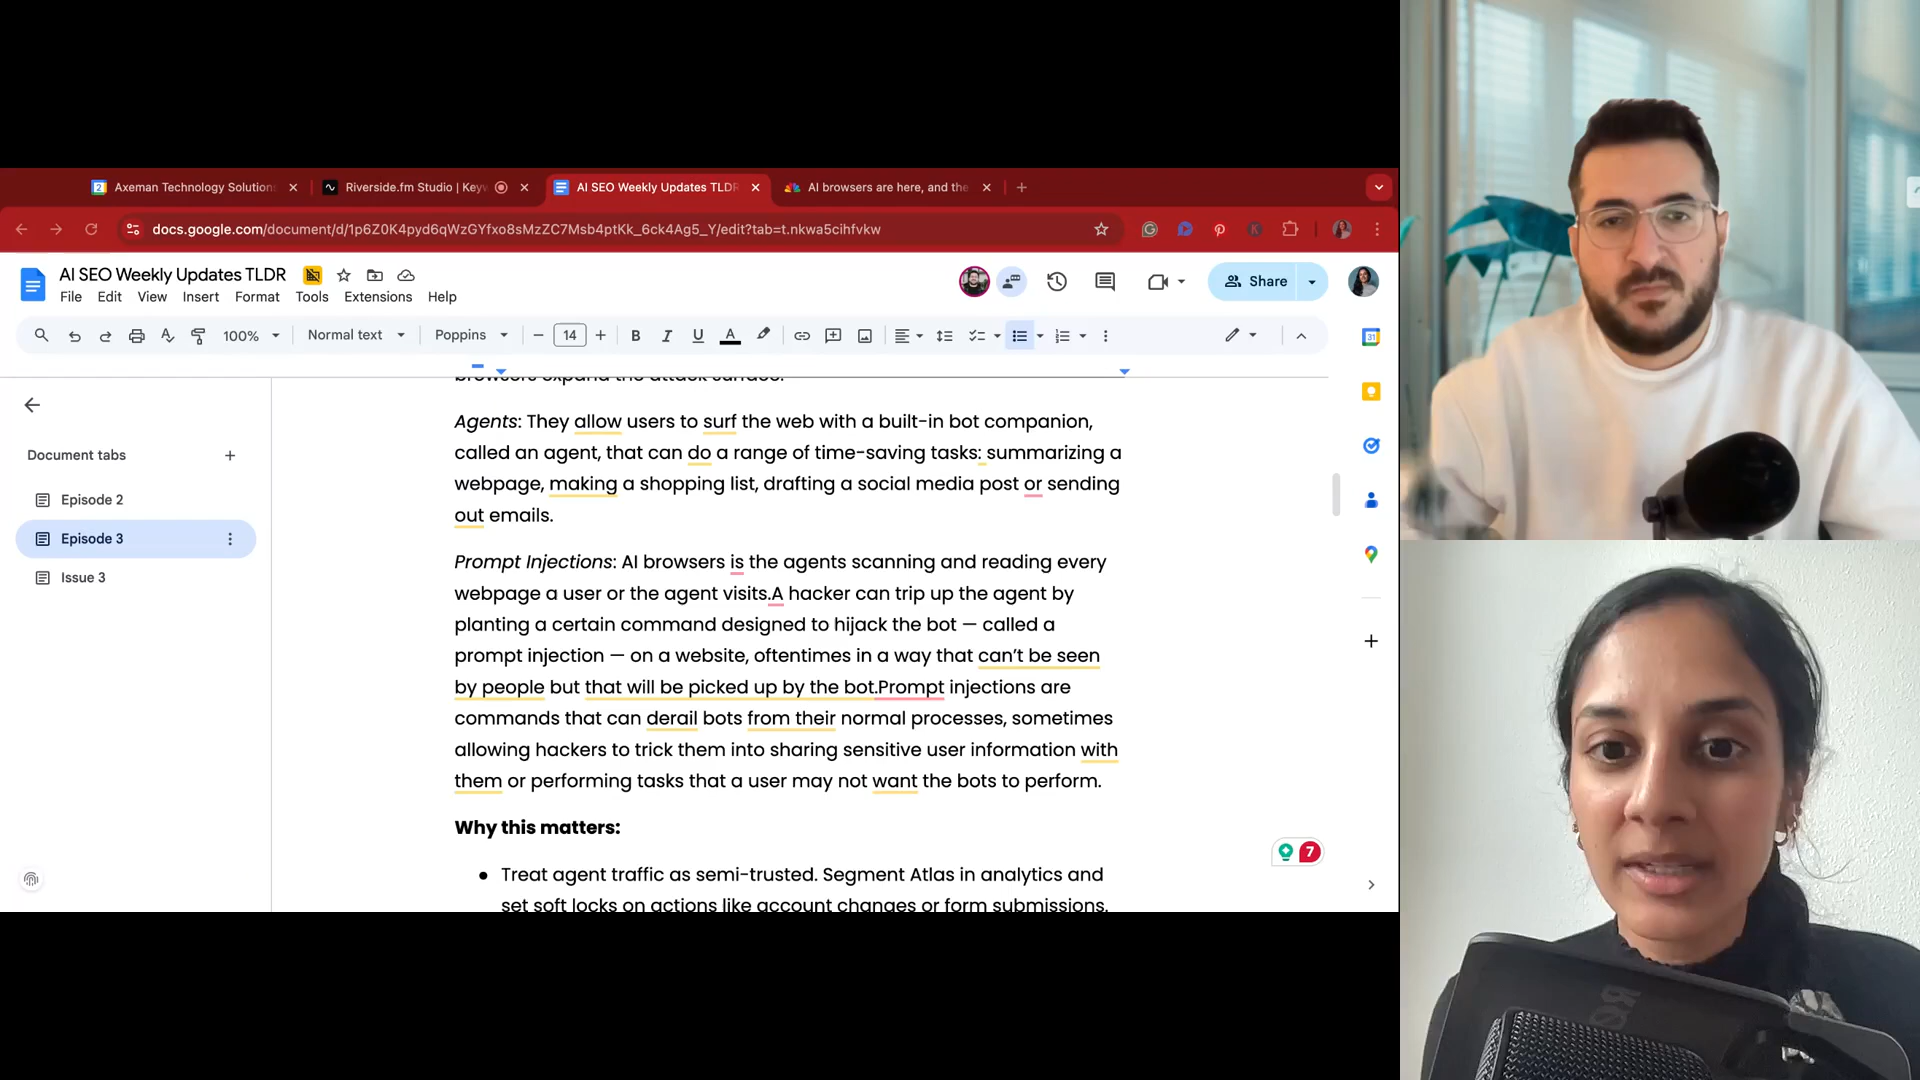 Axeman Technology Solution
Riverside.fm Studio | Keyw
AI SEO Weekly Updates TLDR
AI browsers are here, and the
docs.google.com/document/d/1p6Z0K4pyd6qWzGYfxo8sMzZC7Msb4ptKk_6ck4Ag5_Y/edit?tab=t.nkwa5cihfvkw
AI SEO Weekly Updates TLDR
File Edit View Insert Format Tools Extensions Help
Share
100% Normal text Poppins 14 B I U A
31
Document tabs
Episode 2
Episode 3
Issue 3
browsers expand the attack surface.
Agents: They allow users to surf the web with a built-in bot companion,
called an agent, that can do a range of time-saving tasks: summarizing a
webpage, making a shopping list, drafting a social media post or sending
out emails.
Prompt Injections: AI browsers is the agents scanning and reading every
webpage a user or the agent visits.A hacker can trip up the agent by
planting a certain command designed to hijack the bot — called a
prompt injection — on a website, oftentimes in a way that can’t be seen
by people but that will be picked up by the bot.Prompt injections are
commands that can derail bots from their normal processes, sometimes
allowing hackers to trick them into sharing sensitive user information with
them or performing tasks that a user may not want the bots to perform.
Why this matters:
● Treat agent traffic as semi-trusted. Segment Atlas in analytics and
set soft locks on actions like account changes or form submissions.
7